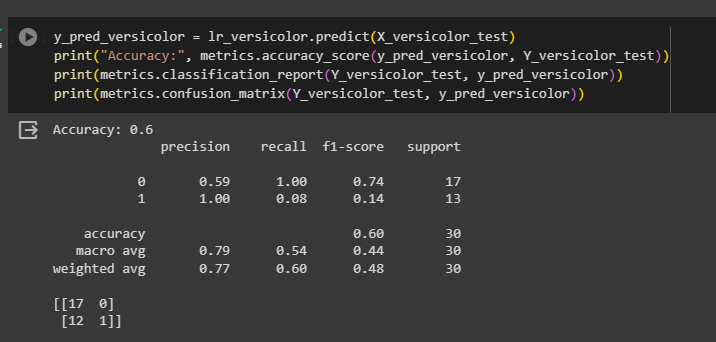 y_pred_versicolor = lr_versicolor.predict(X_versicolor_test)
print("Accuracy:", metrics.accuracy_score(y_pred_versicolor, Y_versicolor_test))
print(metrics.classification_report(Y_versicolor_test, y_pred_versicolor))
print(metrics.confusion_matrix(Y_versicolor_test, y_pred_versicolor))
Accuracy: 0.6
precision recall f1-score support
0 0.59 1.00 0.74 17
1 1.00 0.08 0.14 13
accuracy 0.60 30
macro avg 0.79 0.54 0.44 30
weighted avg 0.77 0.60 0.48 30
[[17 0]
[12 1]]